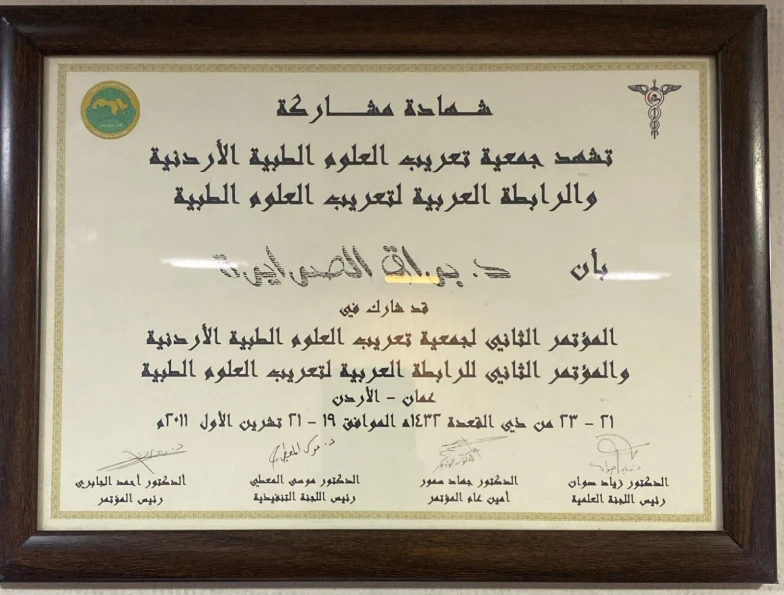 شهادة مشاركة
تشهد جمعية تعريب العلوم الطبية الأردنية
والرابطة العربية لتعريب العلوم الطبية
بأن د. براق الصرايرة
قد شارك في
المؤتمر الثاني لجمعية تعريب العلوم الطبية الأردنية
والمؤتمر الثاني للرابطة العربية لتعريب العلوم الطبية
عمان - الأردن
٢١ - ٢٣ من ذي القعدة ١٤٣٢ه الموافق ١٩ - ٢١ تشرين الأول ٢٠١١م
الدكتور زياد صوان الدكتور جهاد سمور الدكتور موسى المعطي الدكتور أحمد الجابري
رئيس اللجنة العلمية أمين عام المؤتمر رئيس اللجنة التنفيذية رئيس المؤتمر